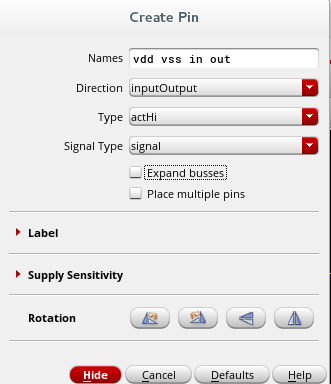 Create Pin
Names vdd vss in out
Direction inputOutput
Type actHi
Signal Type signal
Expand busses
Place multiple pins
Label
Supply Sensitivity
Rotation
Hide Cancel Defaults Help